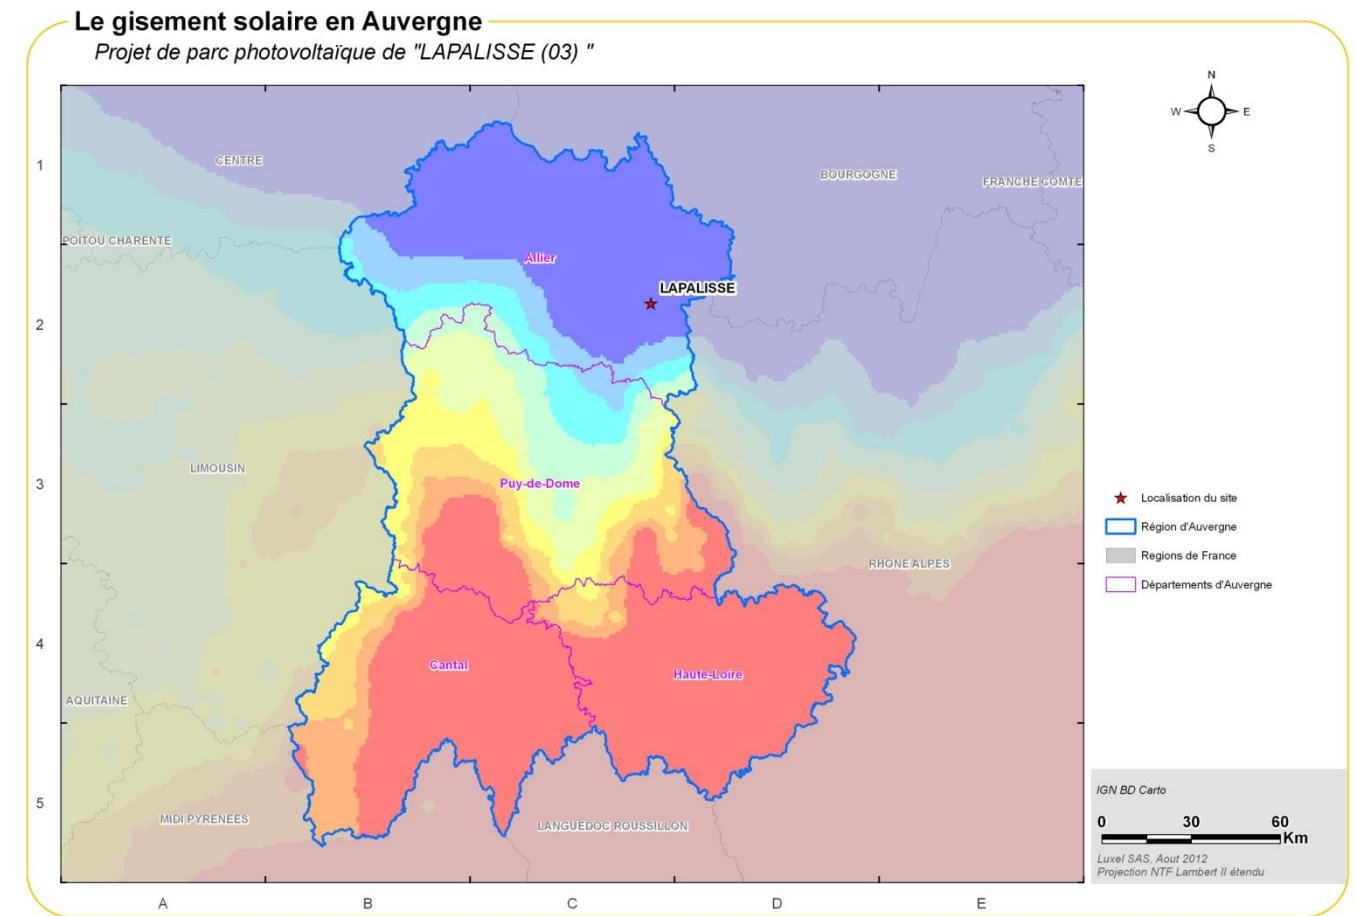 Le gisement solaire en Auvergne
Projet de parc photovoltaïque de "LAPALISSE (03) "
N
W
E
S
1
CENTRE
BOURGOGNE
FRANCHE COMTE
POITOU CHARENTE
Allier
LAPALISSE
2
LIMOUSIN
3
Puy-de-Dome
Localisation du site
Région d'Auvergne
Regions de France
RHONE ALPES
Départements d'Auvergne
4
Cantal
Haute-Loire
AQUITAINE
5
MIDI PYRENEES
LANGUEDOC ROUSSILLON
IGN BD Carto
0 30 60
Km
Luxel SAS, Aout 2012
Projection NTF Lambert II étendu
A B C D E